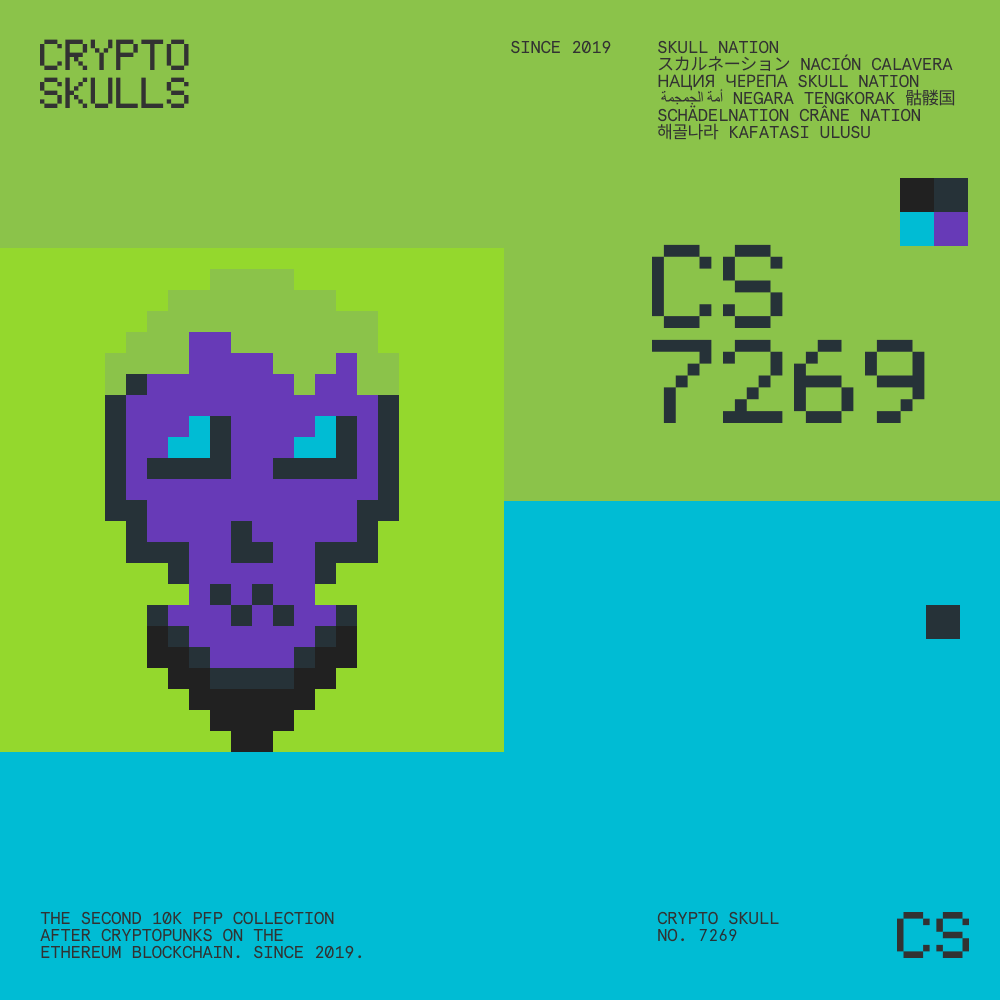 CRYPTO
SKULLS
SINCE 2019
SKULL NATION
スカルネーション NACIÓN CALAVERA
НАЦИЯ ЧЕРЕПА SKULL NATION
أمة الجمجمة NEGARA TENGKORAK 骷髅国
SCHÄDELNATION CRÂNE NATION
해골나라 KAFATASI ULUSU
CS
7269
THE SECOND 10K PFP COLLECTION
AFTER CRYPTOPUNKS ON THE
ETHEREUM BLOCKCHAIN. SINCE 2019.
CRYPTO SKULL
NO. 7269
CS